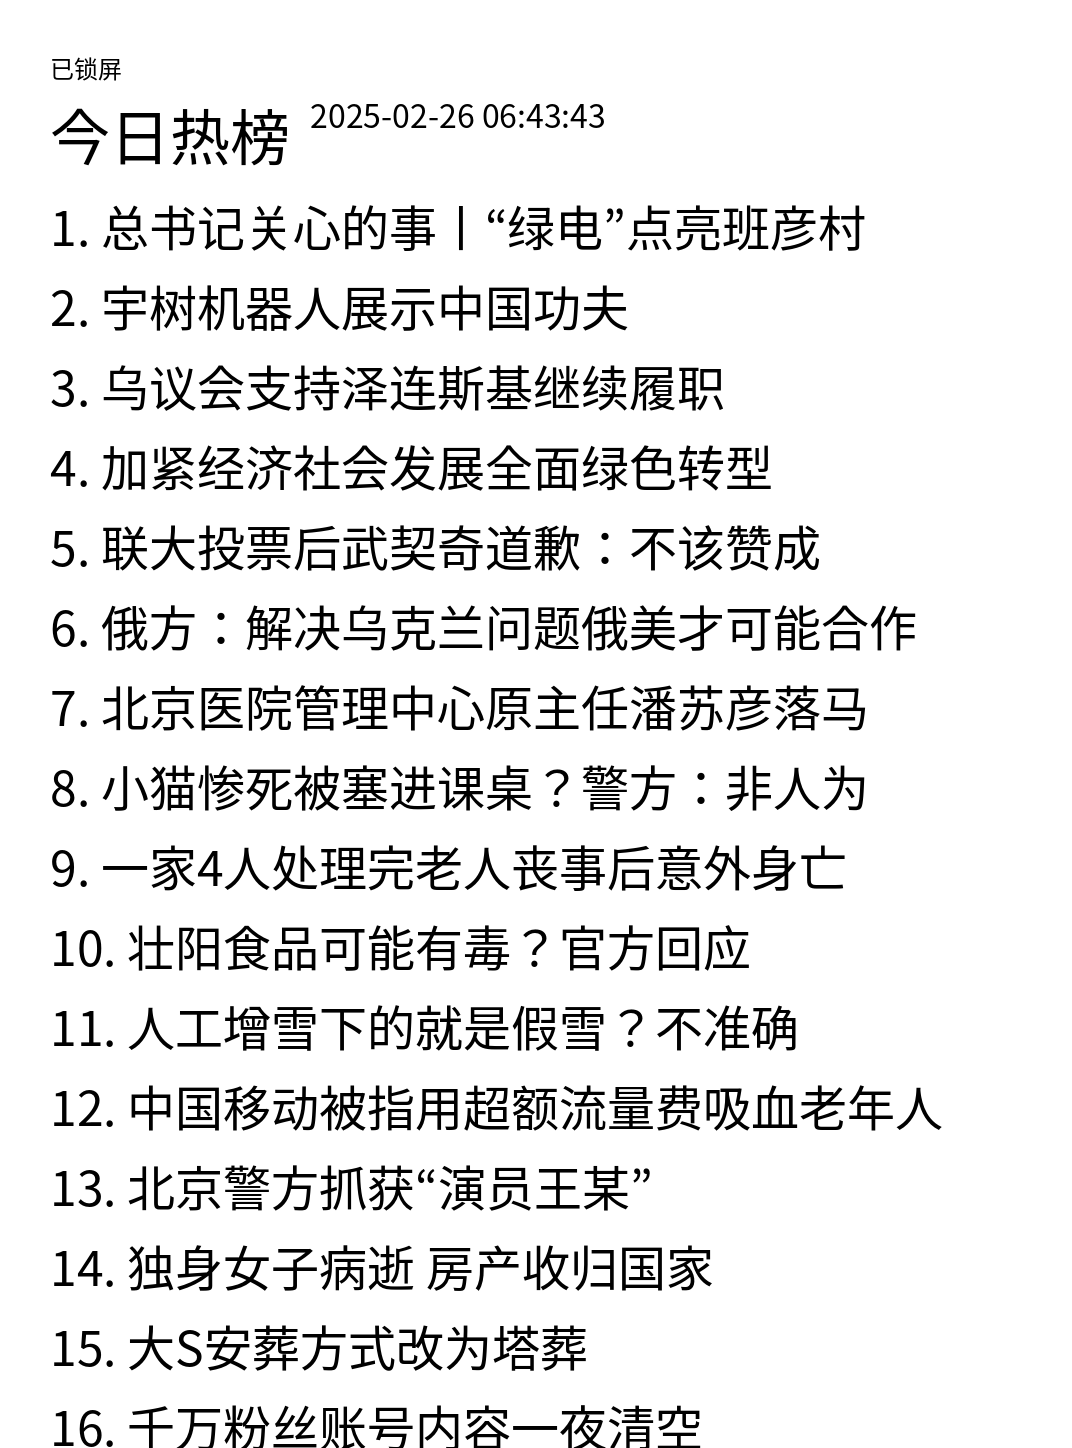 已锁屏
今日热榜 2025-02-26 06:43:43
1. 总书记关心的事丨“绿电”点亮班彦村
2. 宇树机器人展示中国功夫
3. 乌议会支持泽连斯基继续履职
4. 加紧经济社会发展全面绿色转型
5. 联大投票后武契奇道歉：不该赞成
6. 俄方：解决乌克兰问题俄美才可能合作
7. 北京医院管理中心原主任潘苏彦落马
8. 小猫惨死被塞进课桌？警方：非人为
9. 一家4人处理完老人丧事后意外身亡
10. 壮阳食品可能有毒？官方回应
11. 人工增雪下的就是假雪？不准确
12. 中国移动被指用超额流量费吸血老年人
13. 北京警方抓获“演员王某”
14. 独身女子病逝 房产收归国家
15. 大S安葬方式改为塔葬
16. 千万粉丝账号内容一夜清空